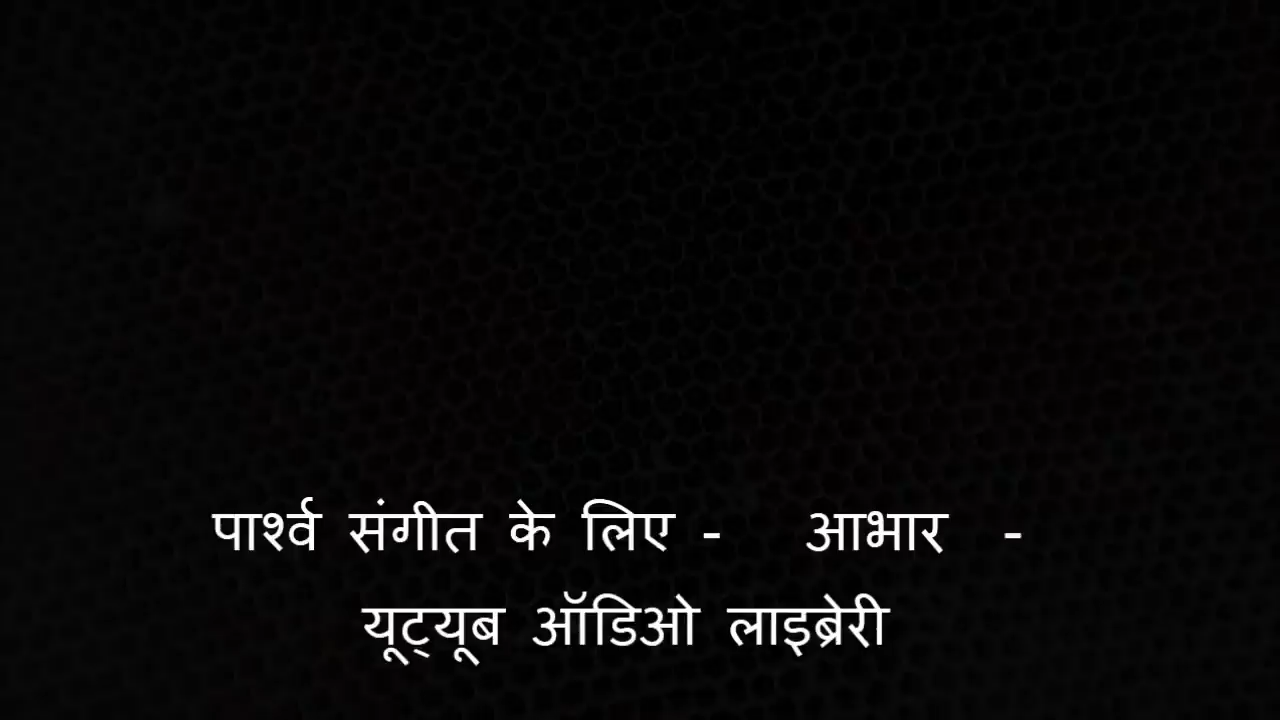 पार्श्व संगीत के लिए - आभार -
यूट्यूब ऑडिओ लाइब्रेरी